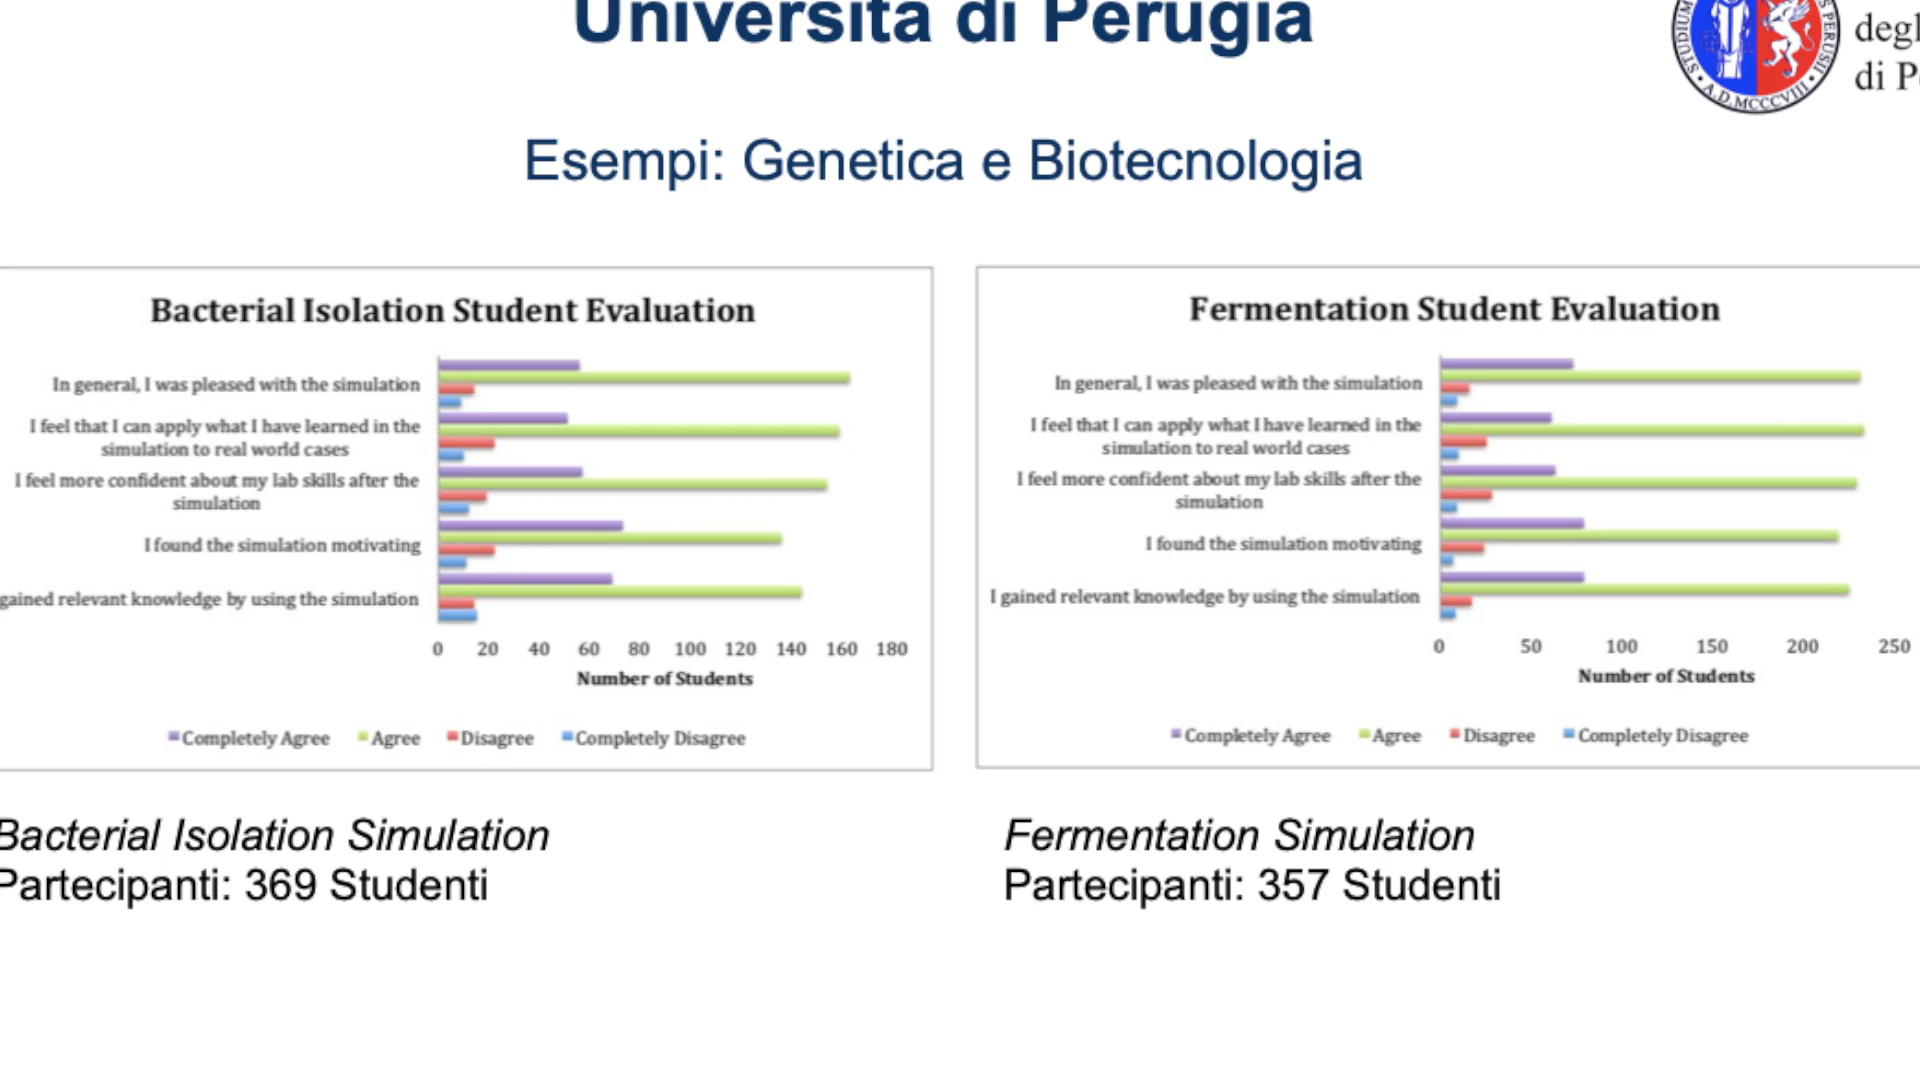 Università di Perugia
degl
di P
STUDIUM
S PERUSII
A.D. MCCCVIII
Esempi: Genetica e Biotecnologia
Bacterial Isolation Student Evaluation
In general, I was pleased with the simulation
I feel that I can apply what I have learned in the
simulation to real world cases
I feel more confident about my lab skills after the
simulation
I found the simulation motivating
gained relevant knowledge by using the simulation
0 20 40 60 80 100 120 140 160 180
Number of Students
Completely Agree Agree Disagree Completely Disagree
Fermentation Student Evaluation
In general, I was pleased with the simulation
I feel that I can apply what I have learned in the
simulation to real world cases
I feel more confident about my lab skills after the
simulation
I found the simulation motivating
I gained relevant knowledge by using the simulation
0 50 100 150 200 250
Number of Students
Completely Agree Agree Disagree Completely Disagree
Bacterial Isolation Simulation
Partecipanti: 369 Studenti
Fermentation Simulation
Partecipanti: 357 Studenti